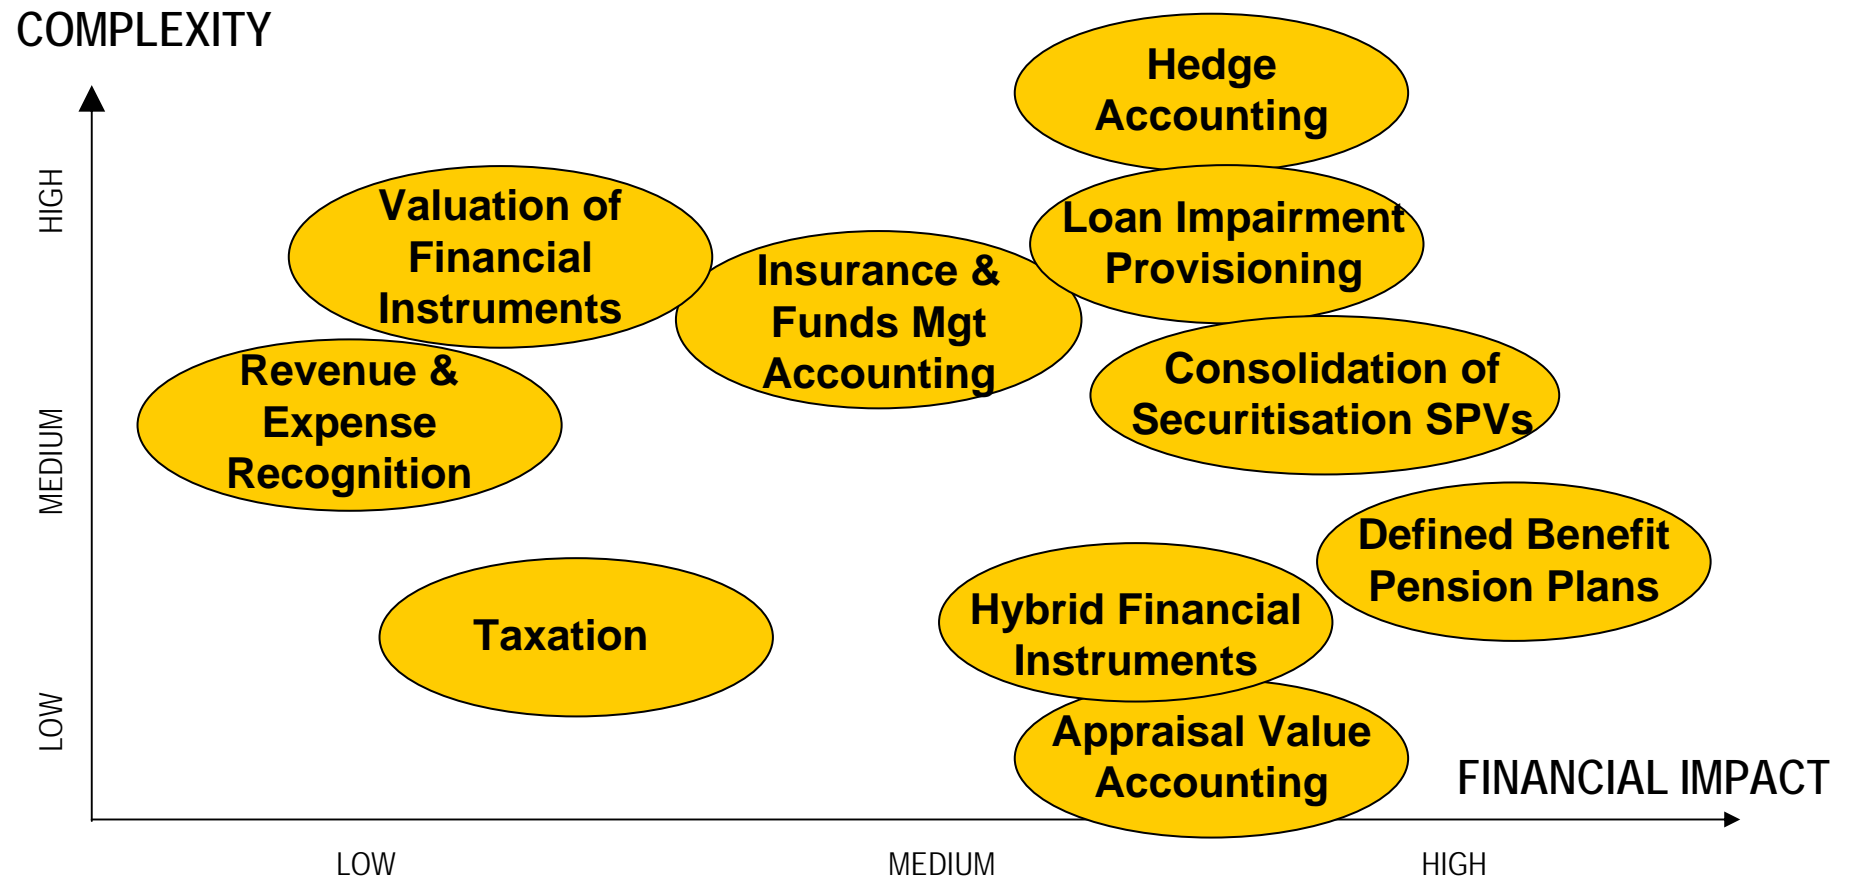 COMPLEXITY
Hedge
Accounting
HIGH
Valuation of
Financial
Instruments
Loan Impairment
Provisioning
Insurance &
Funds Mgt
Accounting
Revenue &
Expense
Recognition
Consolidation of
Securitisation SPVs
MEDIUM
Defined Benefit
Pension Plans
Taxation
Hybrid Financial
Instruments
LOW
Appraisal Value
Accounting
FINANCIAL IMPACT
LOW
MEDIUM
HIGH